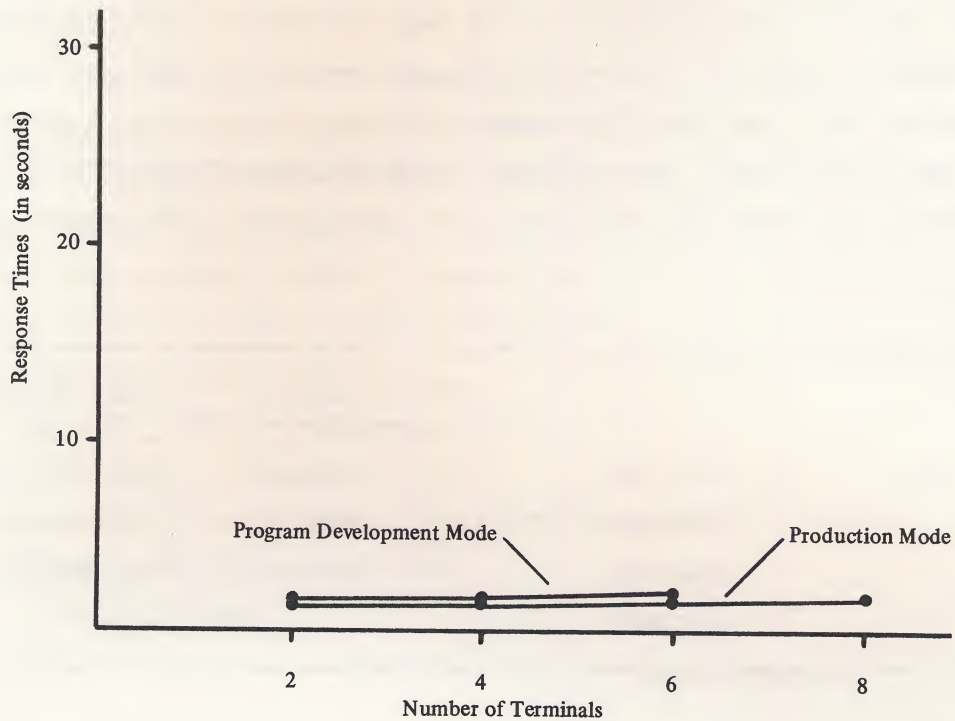 30
20
10
Response Times (in seconds)
Program Development Mode
Production Mode
2 4 6 8
Number of Terminals